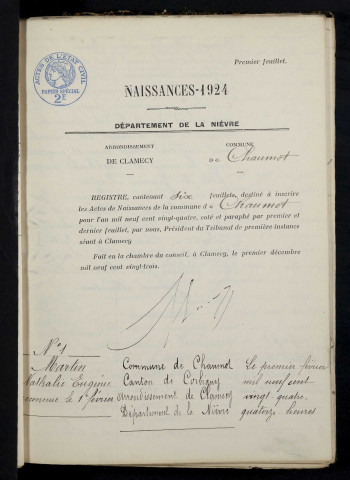 Premier feuillet.
ACTES DE L'ETAT CIVIL
PAPIER SPÉCIAL
2F
NAISSANCES-1924
DÉPARTEMENT DE LA NIÈVRE
ARRONDISSEMENT
DE CLAMECY
COMMUNE
de Chaumot
REGISTRE, contenant six feuillets, destiné à inscrire
les Actes de Naissances de la commune de Chaumot
pour l'an mil neuf cent vingt-quatre, coté et paraphé par premier et
dernier feuillet, par nous, Président du Tribunal de première instance
séant à Clamecy
Fait en la chambre du conseil, à Clamecy, le premier décembre
mil neuf cent vingt-trois.
N° 1
Martin
Nathalie Eugénie
le 1er février
Commune de Chaumot
Canton de Corbigny
Arrondissement de Clamecy
Département de la Nièvre
Le premier février
mil neuf cent
vingt-quatre,
quatorze heures